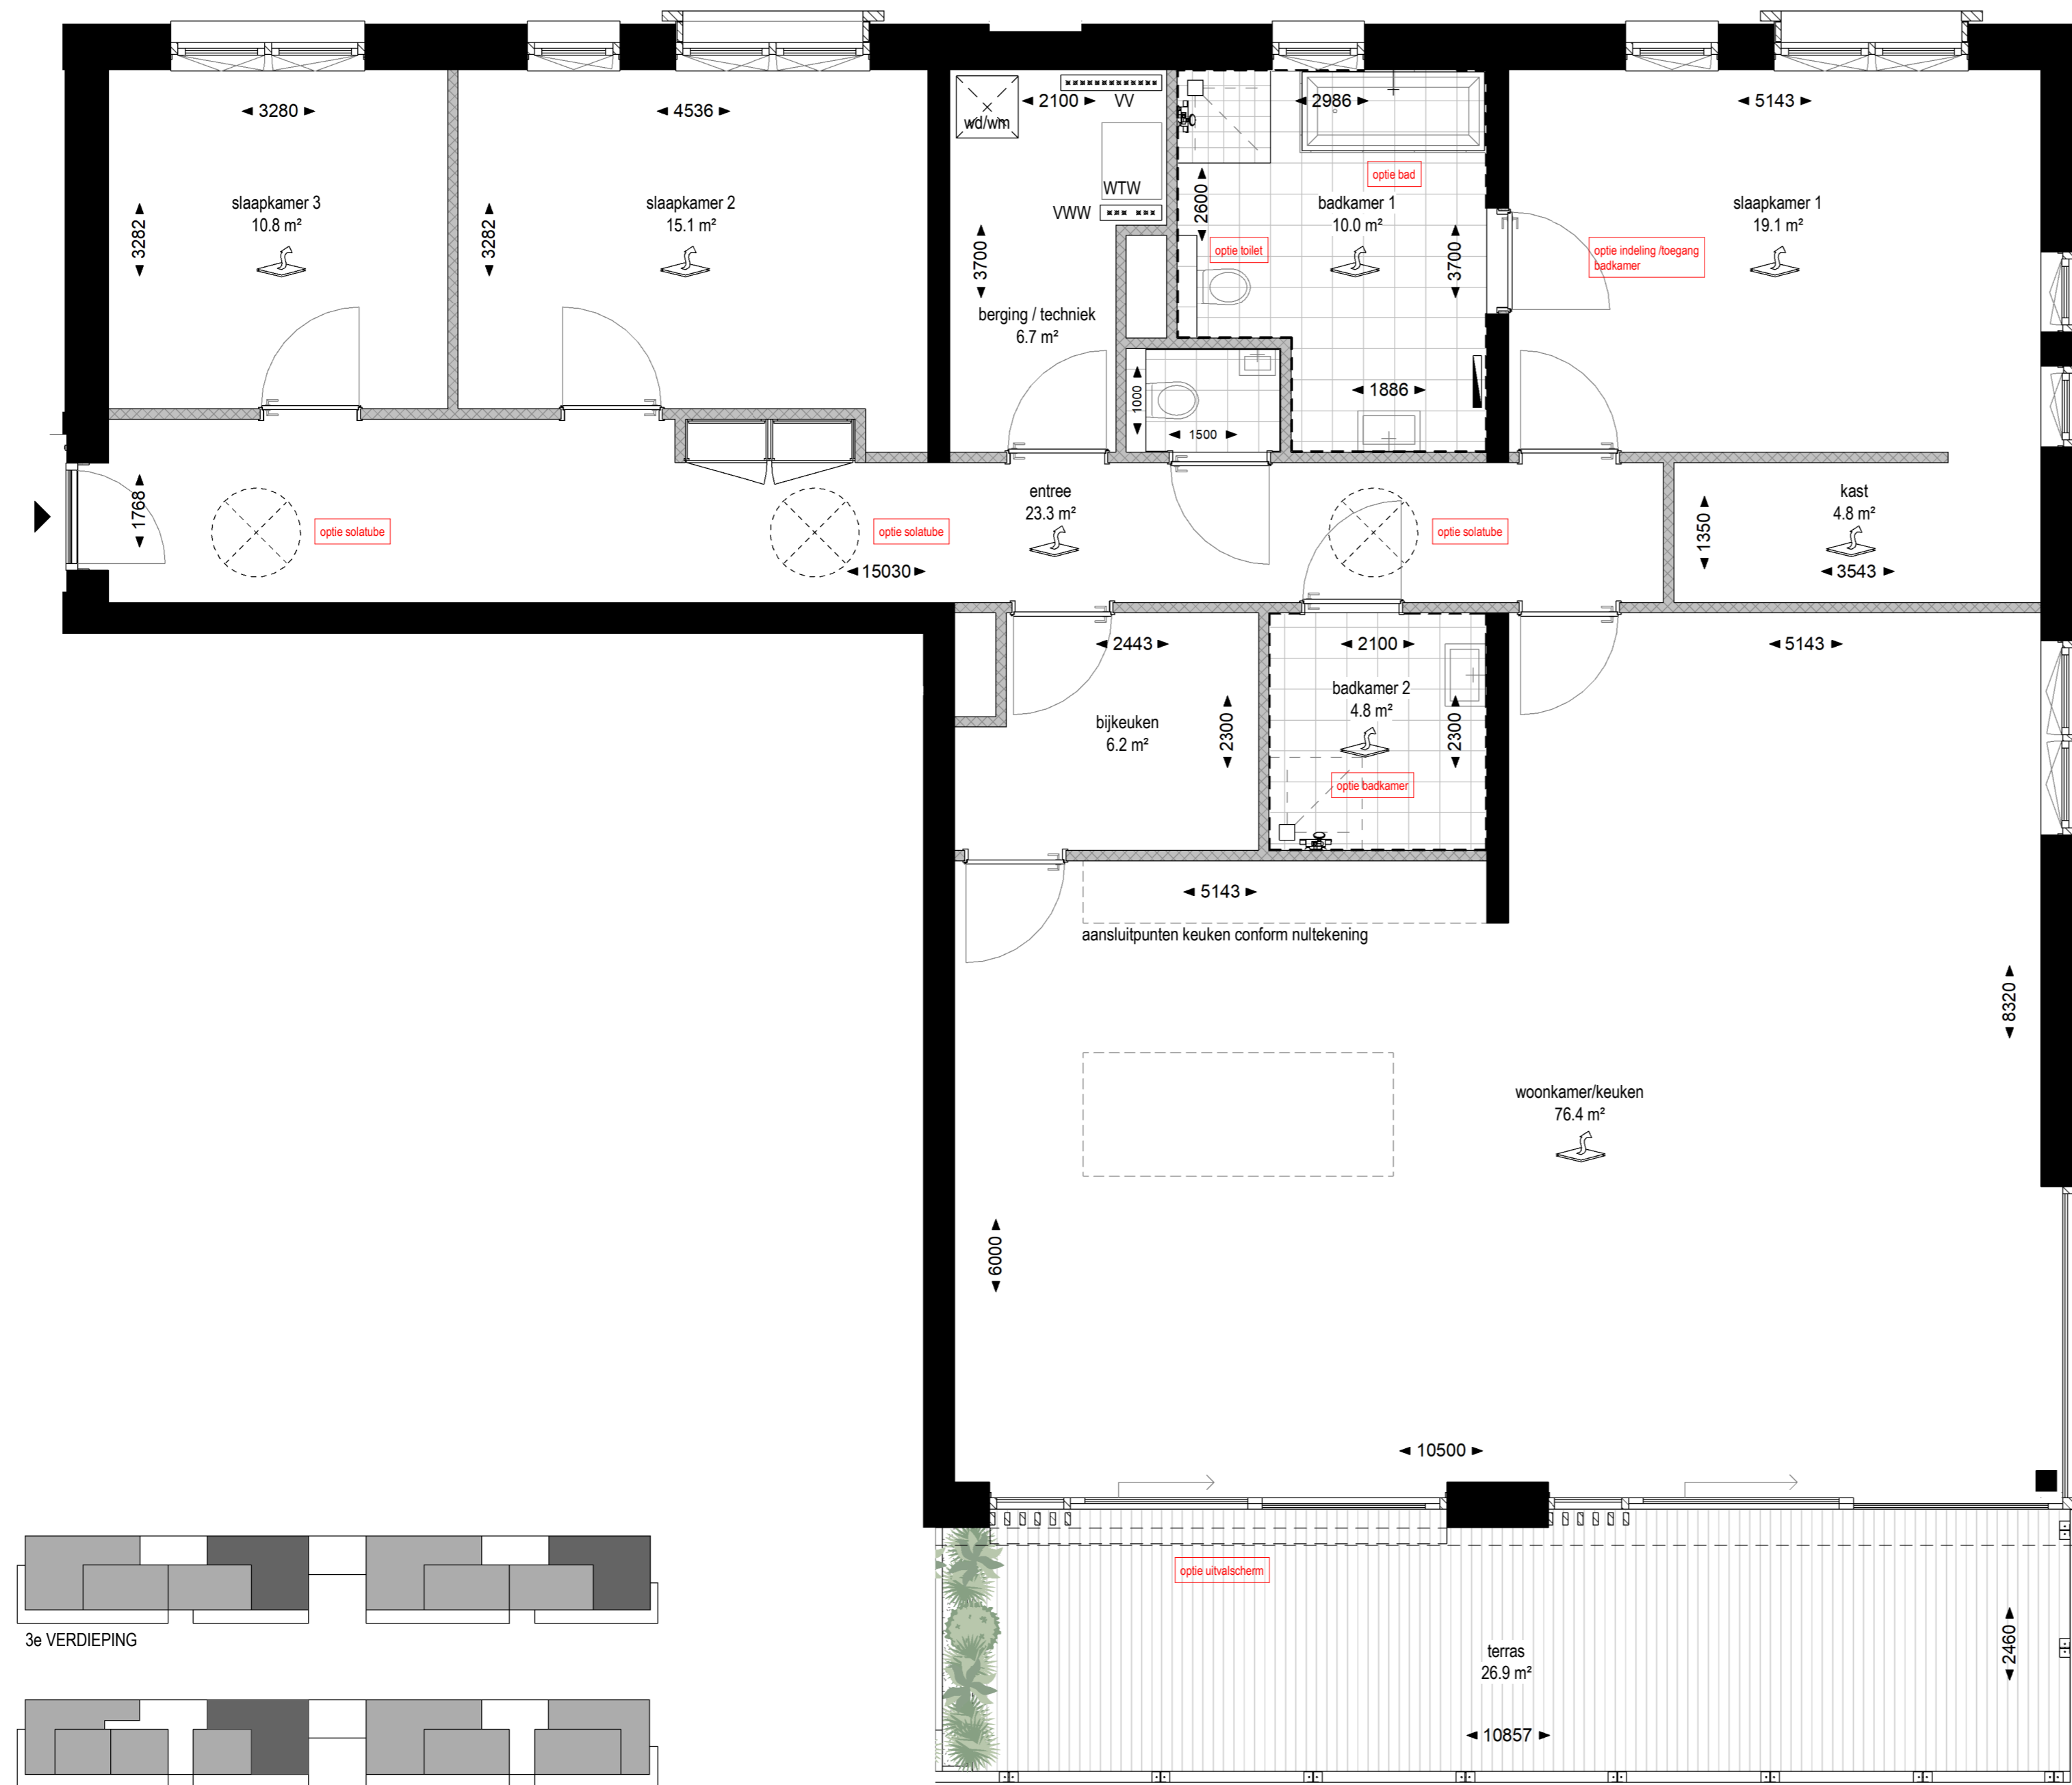 3280
4536
2100
VV
2986
5143
wd/wm
optie bad
WTW
VWW
slaapkamer 3
10.8 m²
slaapkamer 2
15.1 m²
badkamer 1
10.0 m²
slaapkamer 1
19.1 m²
3282
3282
3700
2600
3700
optie toilet
optie indeling /toegang
badkamer
berging / techniek
6.7 m²
1000
1886
1500
1768
entree
23.3 m²
kast
4.8 m²
1350
optie solatube
optie solatube
optie solatube
15030
3543
2443
2100
5143
badkamer 2
4.8 m²
bijkeuken
6.2 m²
2300
2300
optie badkamer
5143
aansluitpunten keuken conform nultekening
8320
woonkamer/keuken
76.4 m²
6000
10500
optie uitvalscherm
3e VERDIEPING
terras
26.9 m²
2460
10857